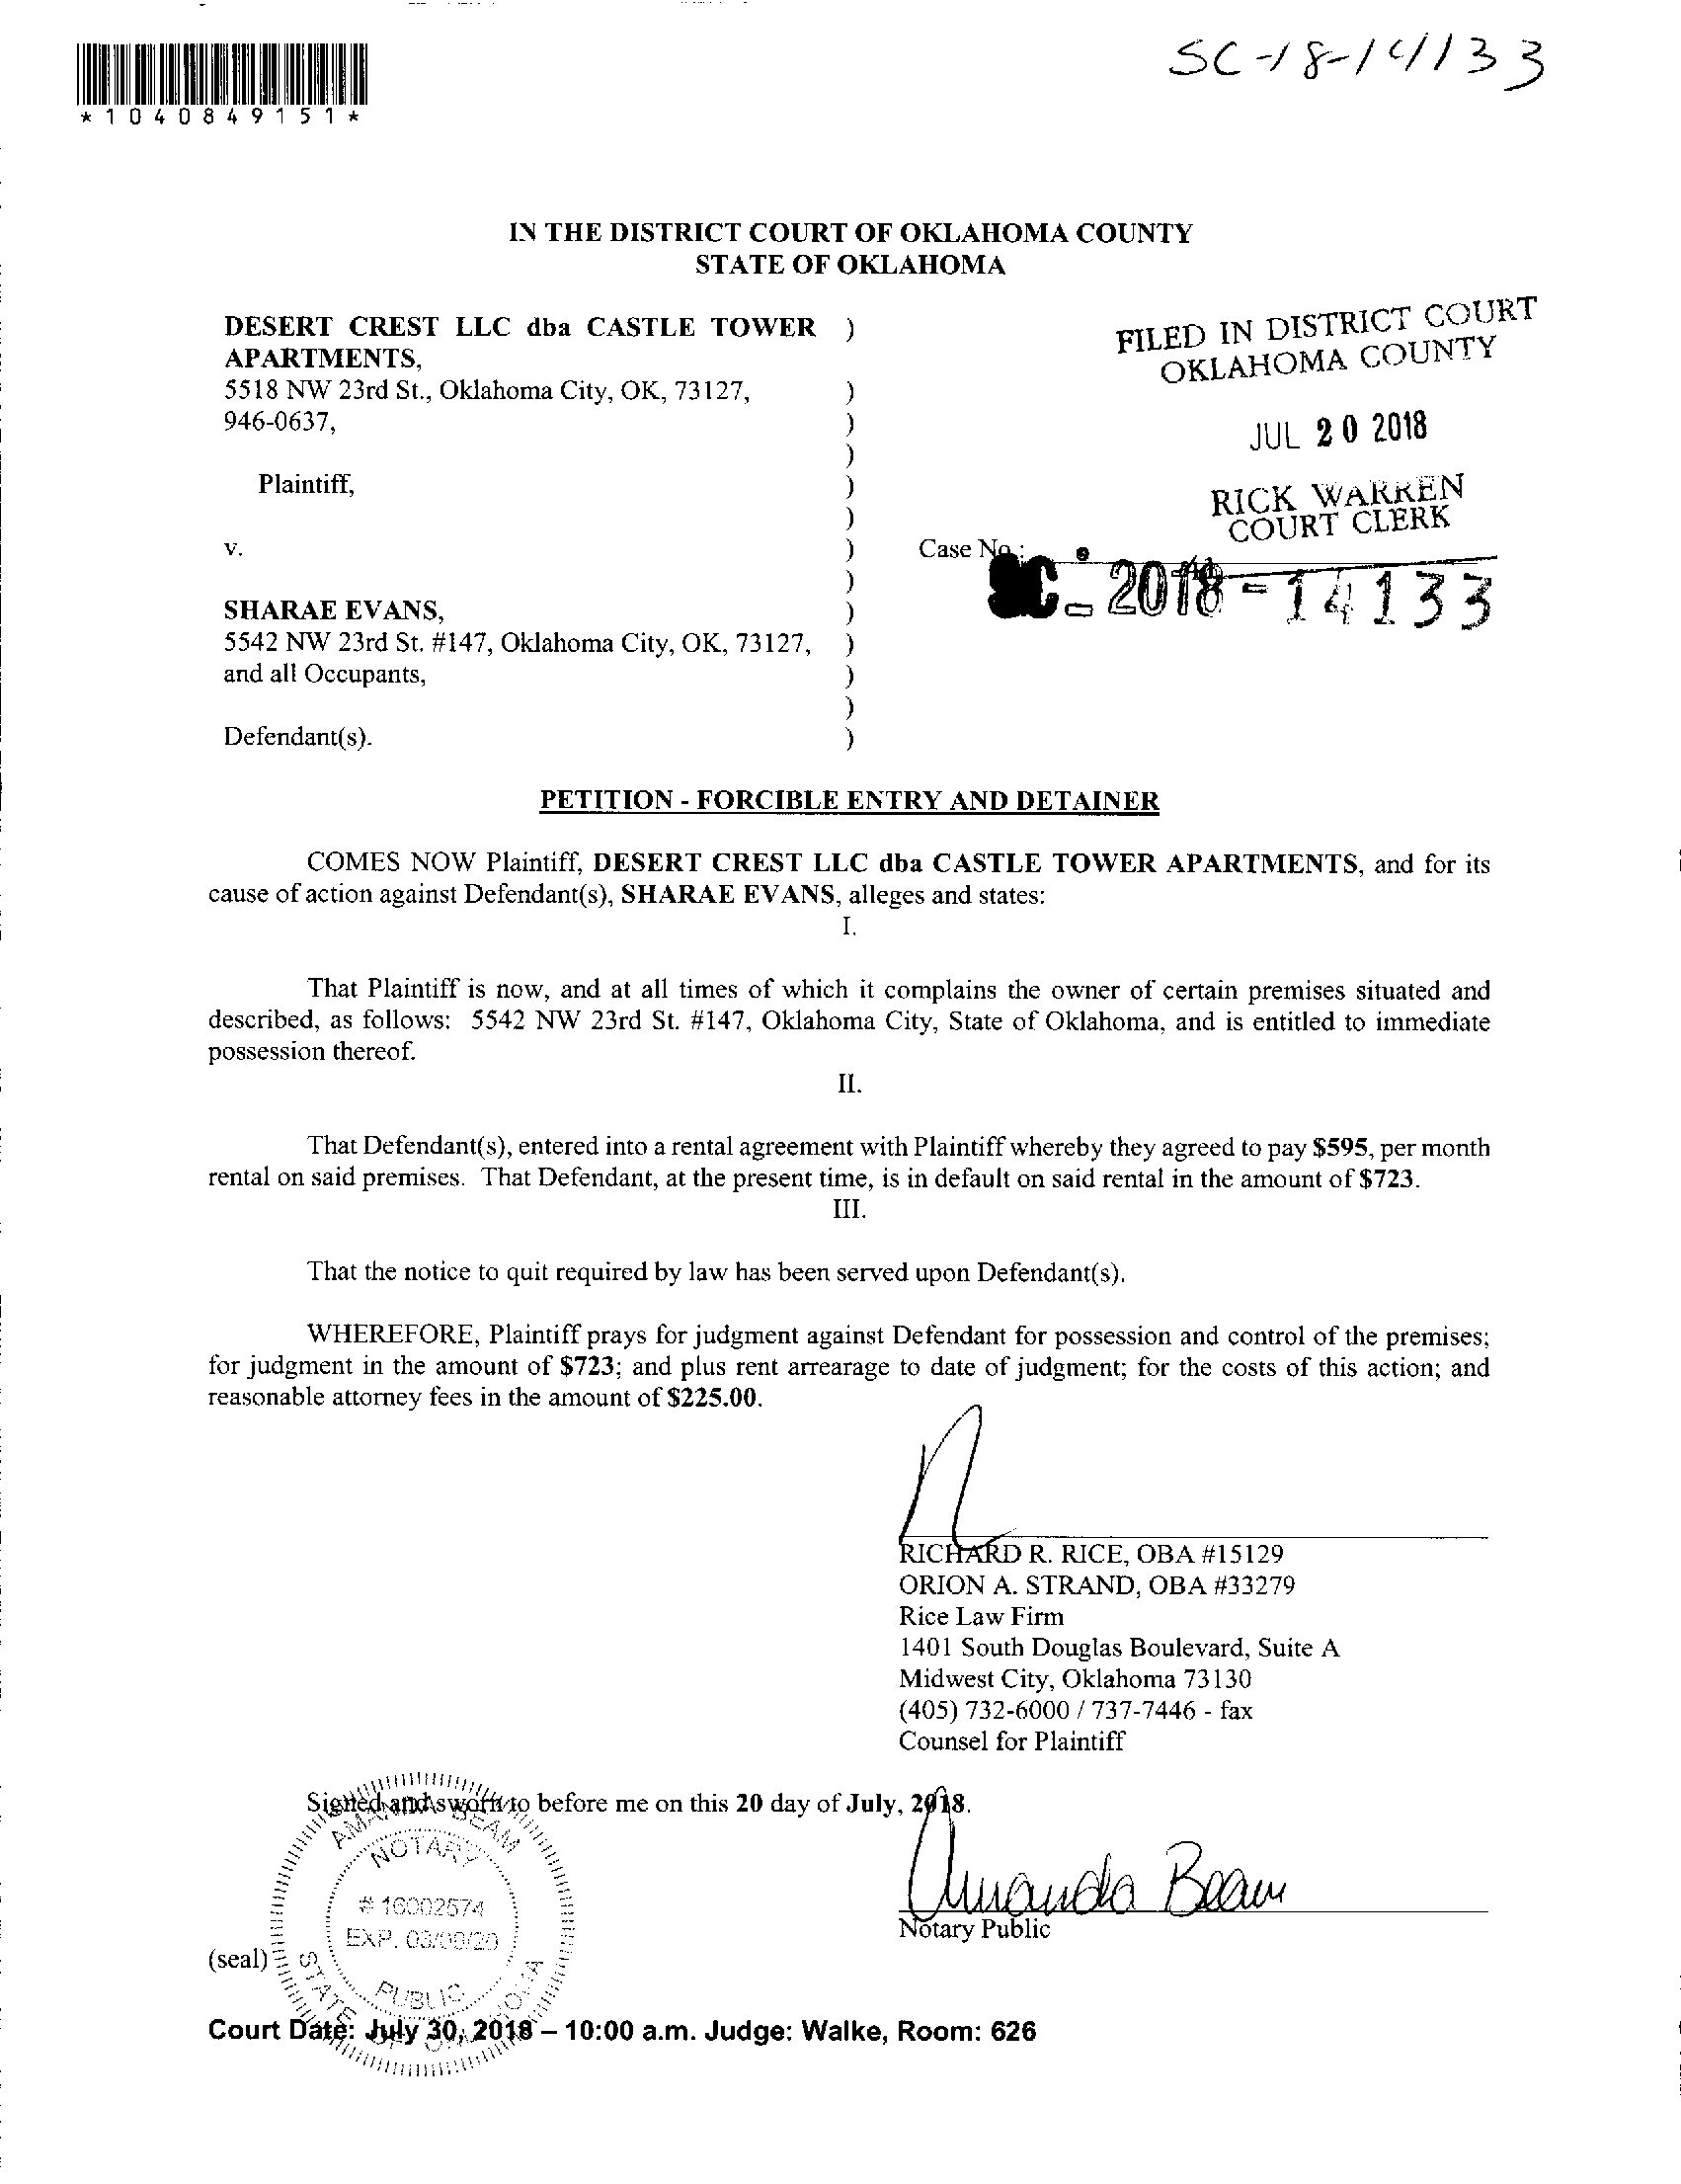 SC-18-14133
*1040849151*
IN THE DISTRICT COURT OF OKLAHOMA COUNTY
STATE OF OKLAHOMA
DESERT CREST LLC dba CASTLE TOWER )
APARTMENTS,
5518 NW 23rd St., Oklahoma City, OK, 73127, )
946-0637, )
)
Plaintiff, )
)
v. )
)
SHARAE EVANS, )
5542 NW 23rd St. #147, Oklahoma City, OK, 73127, )
and all Occupants, )
)
Defendant(s). )
FILED IN DISTRICT COURT
OKLAHOMA COUNTY
JUL 20 2018
RICK WARREN
COURT CLERK
Case No.:
SC - 2018 - 14133
PETITION - FORCIBLE ENTRY AND DETAINER
COMES NOW Plaintiff, DESERT CREST LLC dba CASTLE TOWER APARTMENTS, and for its
cause of action against Defendant(s), SHARAE EVANS, alleges and states:
I.
That Plaintiff is now, and at all times of which it complains the owner of certain premises situated and
described, as follows: 5542 NW 23rd St. #147, Oklahoma City, State of Oklahoma, and is entitled to immediate
possession thereof.
II.
That Defendant(s), entered into a rental agreement with Plaintiff whereby they agreed to pay $595, per month
rental on said premises. That Defendant, at the present time, is in default on said rental in the amount of $723.
III.
That the notice to quit required by law has been served upon Defendant(s).
WHEREFORE, Plaintiff prays for judgment against Defendant for possession and control of the premises;
for judgment in the amount of $723; and plus rent arrearage to date of judgment; for the costs of this action; and
reasonable attorney fees in the amount of $225.00.
RICHARD R. RICE, OBA #15129
ORION A. STRAND, OBA #33279
Rice Law Firm
1401 South Douglas Boulevard, Suite A
Midwest City, Oklahoma 73130
(405) 732-6000 / 737-7446 - fax
Counsel for Plaintiff
Signed and sworn to before me on this 20 day of July, 2018.
AMANDA BEAM
NOTARY
# 16002574
EXP.
PUBLIC
STATE OF OKLAHOMA
Amanda Beam
Notary Public
(seal)
Court Date: July 30, 2018 – 10:00 a.m. Judge: Walke, Room: 626